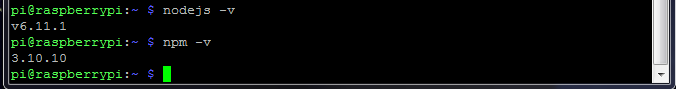 pi@raspberrypi:~ $ nodejs -v
v6.11.1
pi@raspberrypi:~ $ npm -v
3.10.10
pi@raspberrypi:~ $